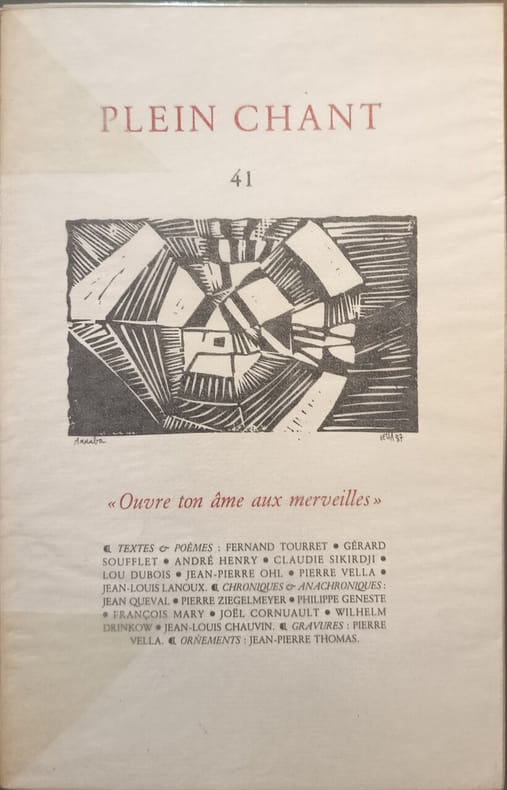 PLEIN CHANT
41
Annaba
VELLA 87
« Ouvre ton âme aux merveilles »
TEXTES & POÈMES : FERNAND TOURRET • GÉRARD
SOUFFLET • ANDRÉ HENRY • CLAUDIE SIKIRDJI •
LOU DUBOIS • JEAN-PIERRE OHL • PIERRE VELLA •
JEAN-LOUIS LANOUX. CHRONIQUES & ANACHRONIQUES :
JEAN QUEVAL • PIERRE ZIEGELMEYER • PHILIPPE GENESTE
• FRANÇOIS MARY • JOËL CORNUAULT • WILHELM
DRINKOW • JEAN-LOUIS CHAUVIN. GRAVURES : PIERRE
VELLA. ORNEMENTS : JEAN-PIERRE THOMAS.